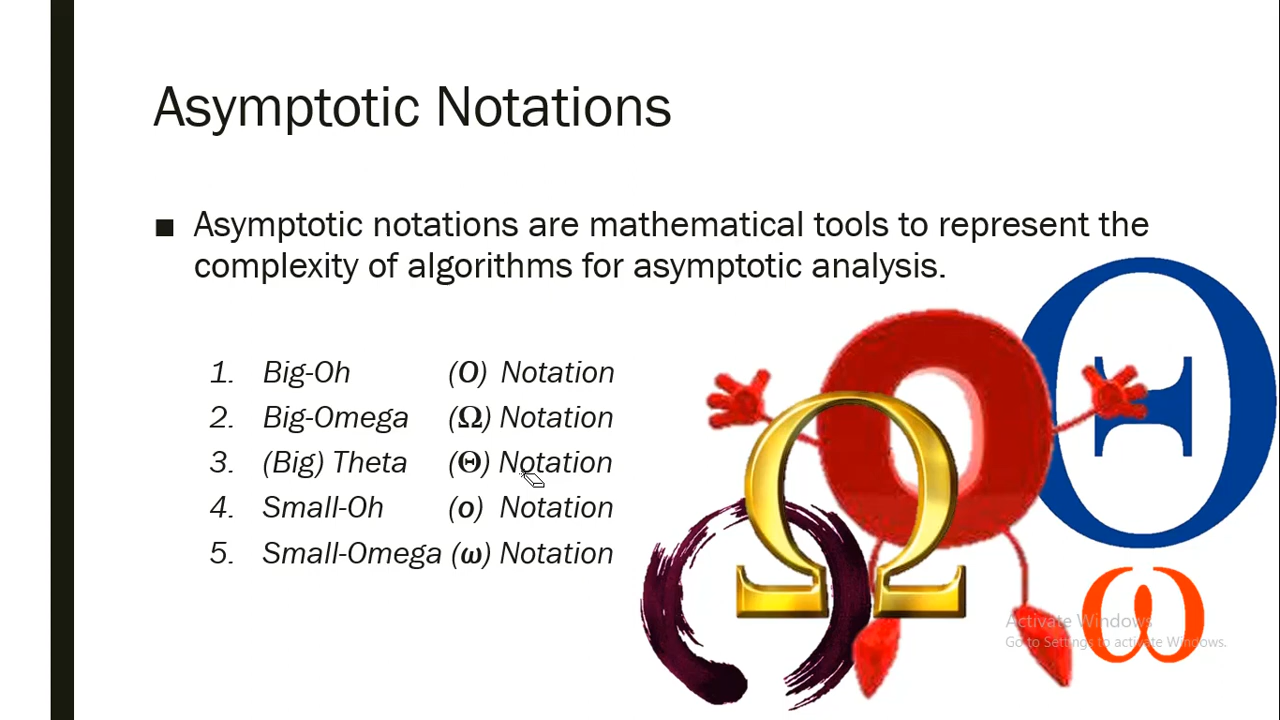 Asymptotic Notations
■ Asymptotic notations are mathematical tools to represent the
complexity of algorithms for asymptotic analysis.
1. Big-Oh (O) Notation
2. Big-Omega (Ω) Notation
3. (Big) Theta (Θ) Notation
4. Small-Oh (o) Notation
5. Small-Omega (ω) Notation
O
Θ
Ω
ω
Activate Windows
Go to Settings to activate Windows.